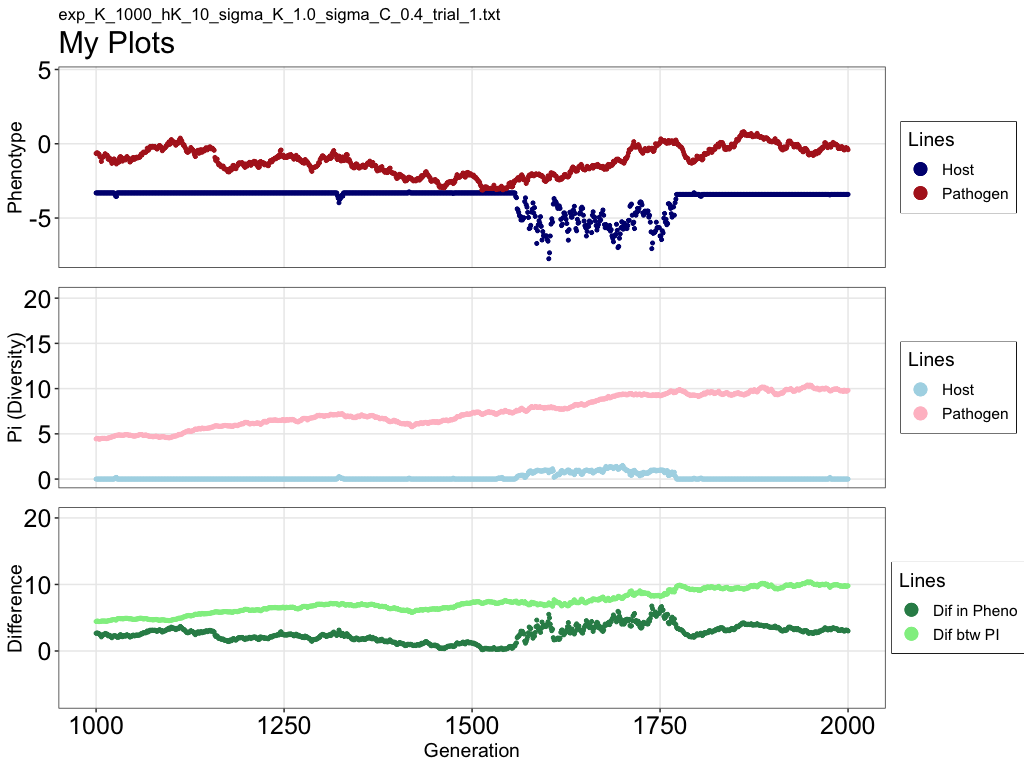 exp_K_1000_hK_10_sigma_K_1.0_sigma_C_0.4_trial_1.txt
My Plots
Phenotype
5
0
-5
Lines
Host
Pathogen
Pi (Diversity)
20
15
10
5
0
Lines
Host
Pathogen
Difference
20
10
0
Lines
Dif in Pheno
Dif btw PI
1000 1250 1500 1750 2000
Generation